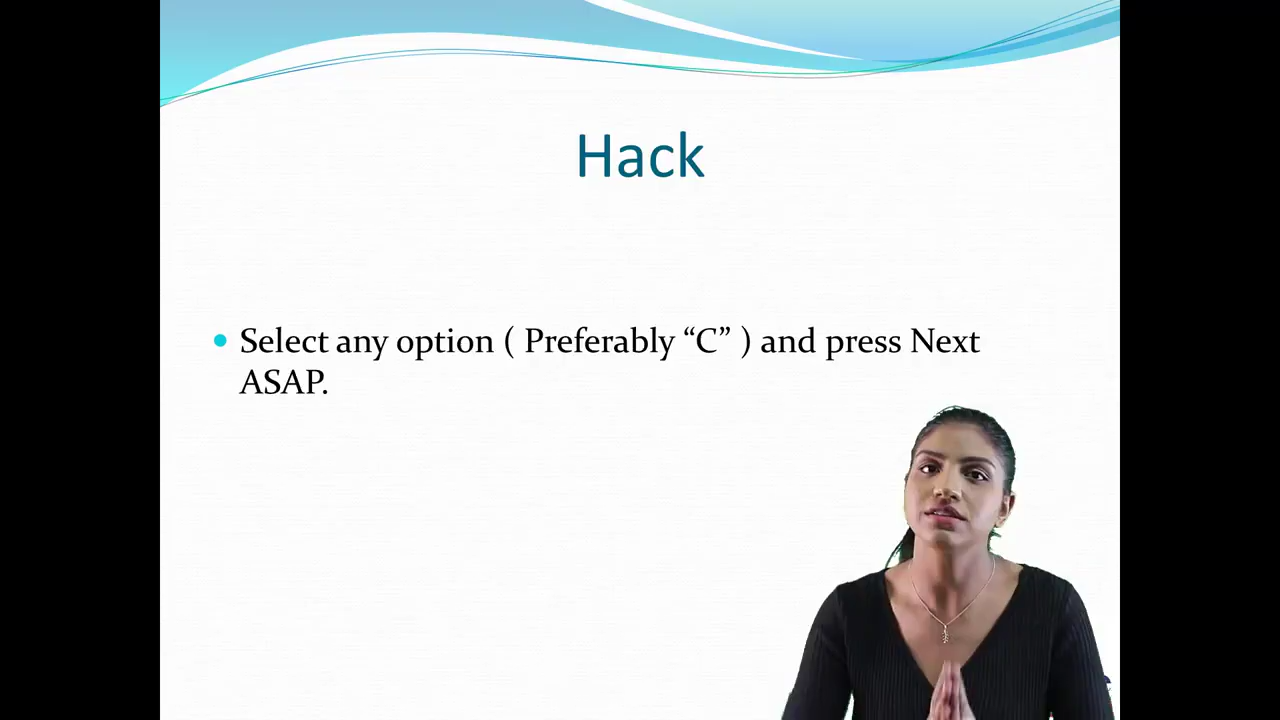 Hack
Select any option ( Preferably “C” ) and press Next
ASAP.